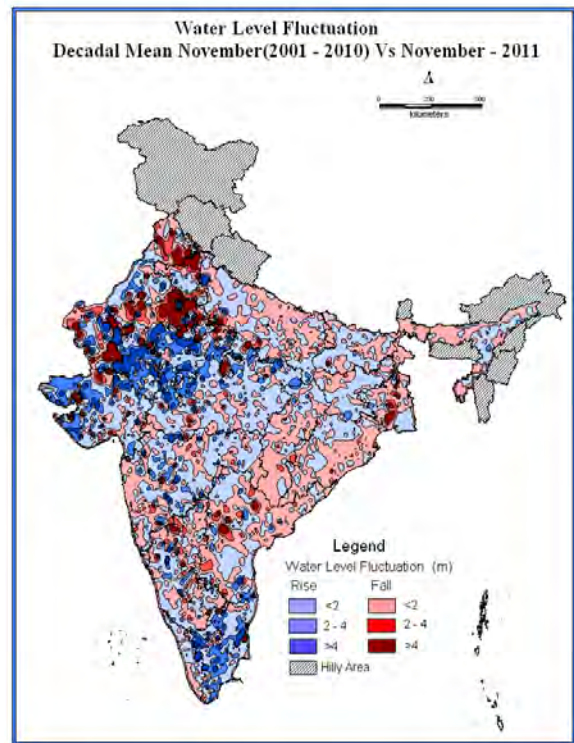 Water Level Fluctuation
Decadal Mean November(2001 - 2010) Vs November - 2011
kilometers
Legend
Water Level Fluctuation (m)
Rise Fall
<2 <2
2 - 4 2 - 4
≥4 ≥4
Hilly Area